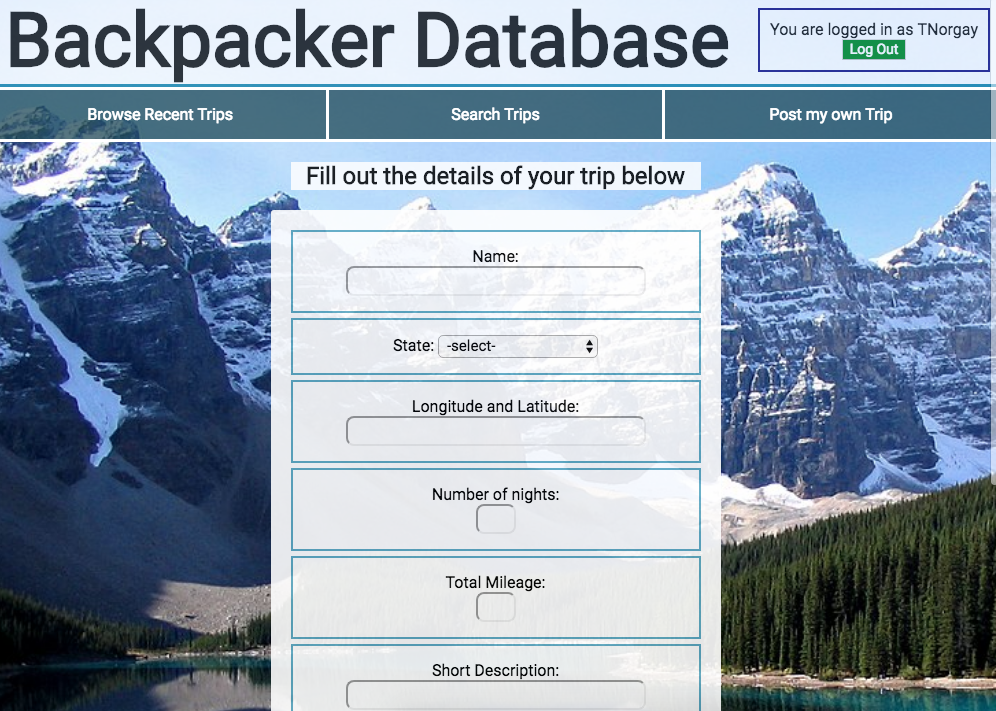 Backpacker Database
You are logged in as TNorgay
Log Out
Browse Recent Trips
Search Trips
Post my own Trip
Fill out the details of your trip below
Name:
State: -select-
Longitude and Latitude:
Number of nights:
Total Mileage:
Short Description: